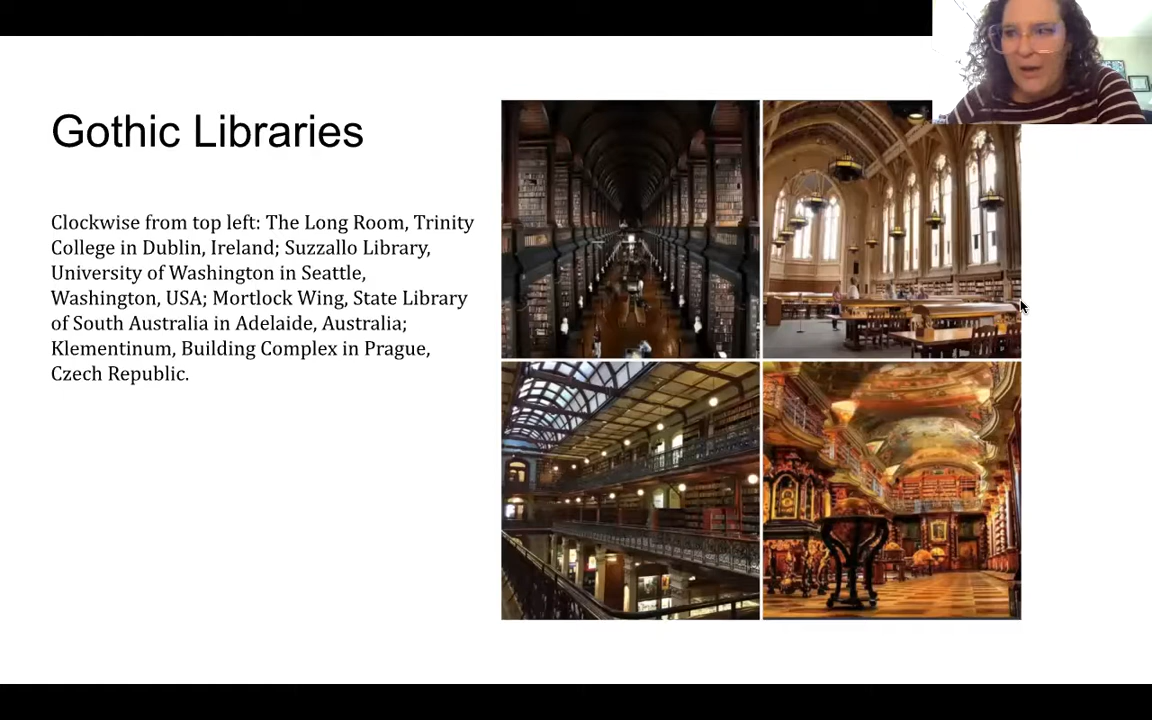 Gothic Libraries
Clockwise from top left: The Long Room, Trinity
College in Dublin, Ireland; Suzzallo Library,
University of Washington in Seattle,
Washington, USA; Mortlock Wing, State Library
of South Australia in Adelaide, Australia;
Klementinum, Building Complex in Prague,
Czech Republic.